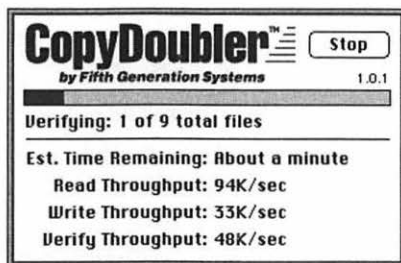 CopyDoubler™
Stop
by Fifth Generation Systems
1.0.1
Verifying: 1 of 9 total files
Est. Time Remaining: About a minute
Read Throughput: 94K/sec
Write Throughput: 33K/sec
Verify Throughput: 48K/sec